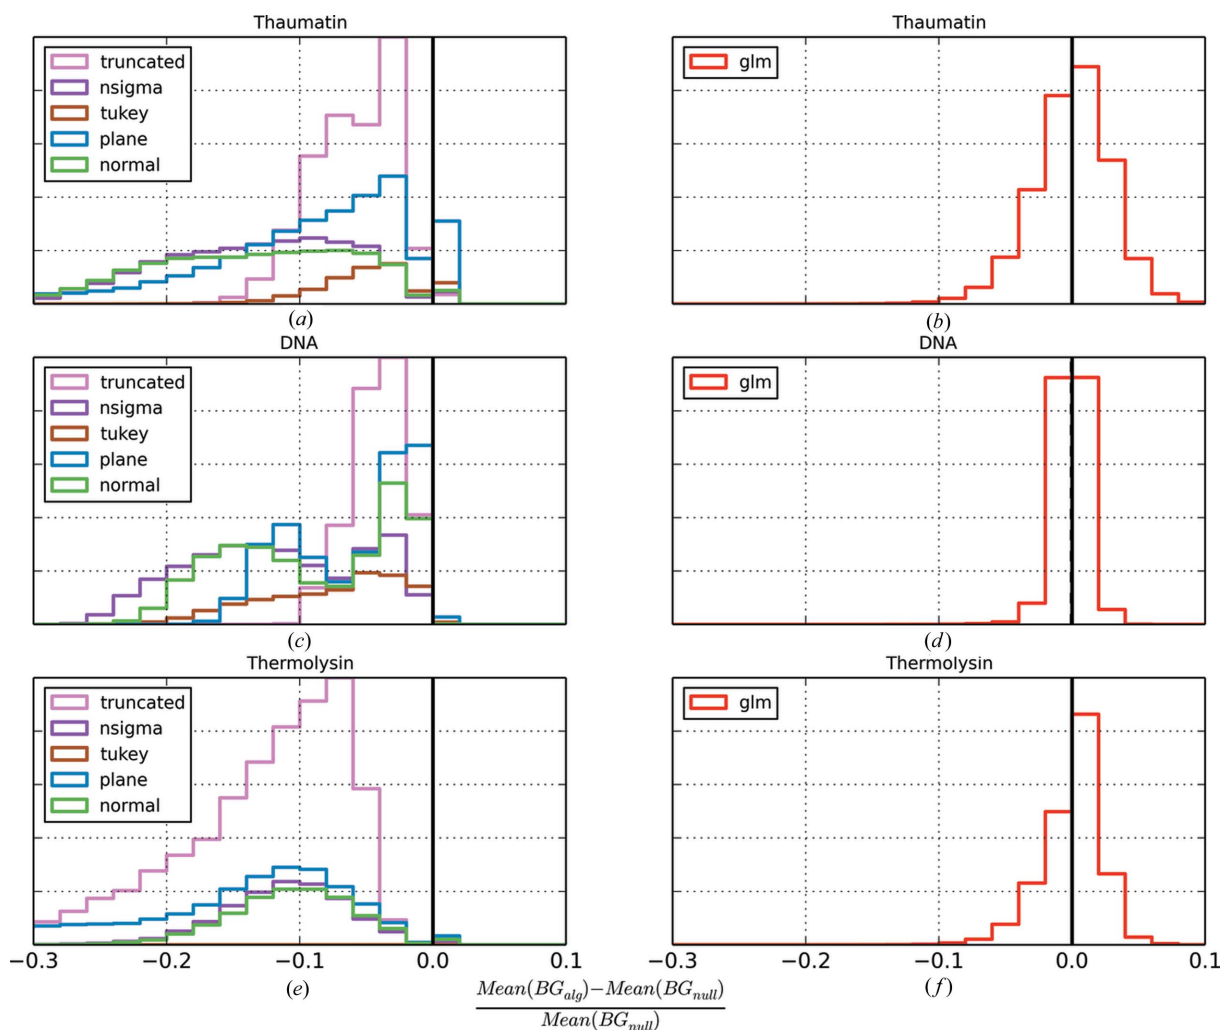 Thaumatin
truncated
nsigma
tukey
plane
normal
(a)
Thaumatin
glm
(b)
DNA
truncated
nsigma
tukey
plane
normal
(c)
DNA
glm
(d)
Thermolysin
truncated
nsigma
tukey
plane
normal
−0.3 −0.2 −0.1 0.0 0.1
(e)
Thermolysin
glm
−0.3 −0.2 −0.1 0.0 0.1
(f)
Mean(BG_alg)−Mean(BG_null)
Mean(BG_null)